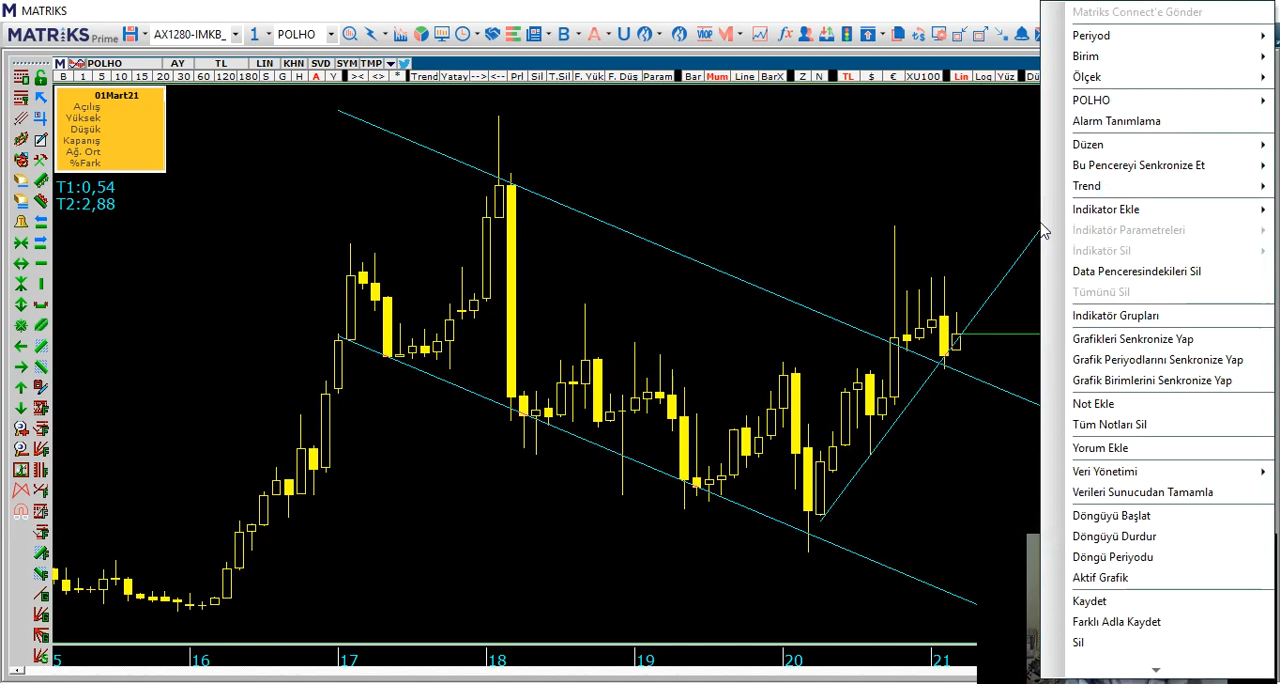 MATRIKS
MATRIKS Prime
AX1280-IMKB_
1
POLHO
B
A
U
VIOP
M
fx
POLHO AY TL LIN KHN SVD SYM TMP
B 1 5 10 15 20 30 60 120 180 S G H A Y >< <> * Trend Yatay --> <-- Prl Sil T.Sil F. Yük F. Düş Param Bar Mum Line BarX Z N TL $ € XU100 Lin Log Yüz Dü
01Mart21
Açılış
Yüksek
Düşük
Kapanış
Ağ. Ort
%Fark
T1:0,54
T2:2,88
5 16 17 18 19 20 21
Matriks Connect'e Gönder
Periyod
Birim
Ölçek
POLHO
Alarm Tanımlama
Düzen
Bu Pencereyi Senkronize Et
Trend
Indikator Ekle
Indikatör Parametreleri
Indikatör Sil
Data Penceresindekileri Sil
Tümünü Sil
Indikatör Grupları
Grafikleri Senkronize Yap
Grafik Periyodlarını Senkronize Yap
Grafik Birimlerini Senkronize Yap
Not Ekle
Tüm Notları Sil
Yorum Ekle
Veri Yönetimi
Verileri Sunucudan Tamamla
Döngüyü Başlat
Döngüyü Durdur
Döngü Periyodu
Aktif Grafik
Kaydet
Farklı Adla Kaydet
Sil